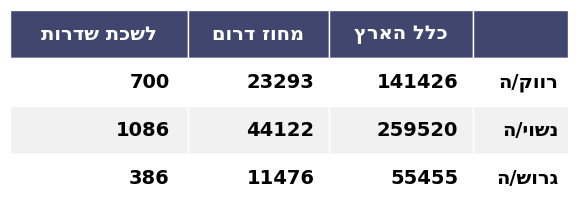 כלל הארץ מחוז דרום לשכת שדרות
רווק/ה 141426 23293 700
נשוי/ה 259520 44122 1086
גרוש/ה 55455 11476 386